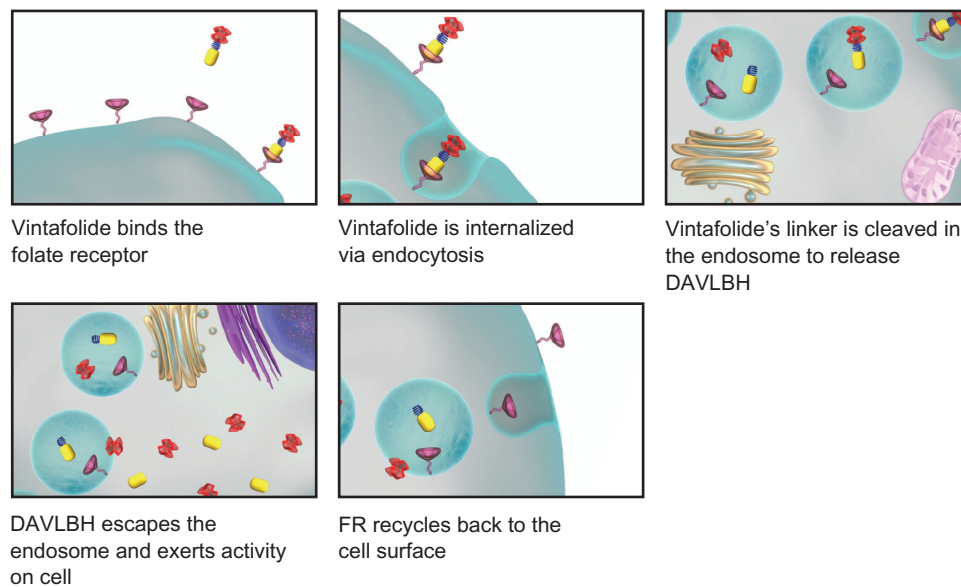 Vintafolide binds the
folate receptor
Vintafolide is internalized
via endocytosis
Vintafolide’s linker is cleaved in
the endosome to release
DAVLBH
DAVLBH escapes the
endosome and exerts activity
on cell
FR recycles back to the
cell surface